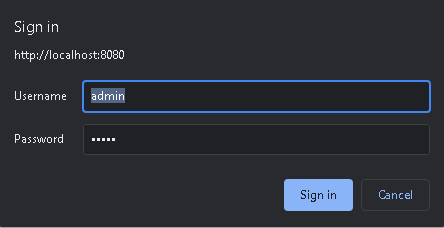 Sign in
http://localhost:8080
Username admin
Password •••••
Sign in Cancel